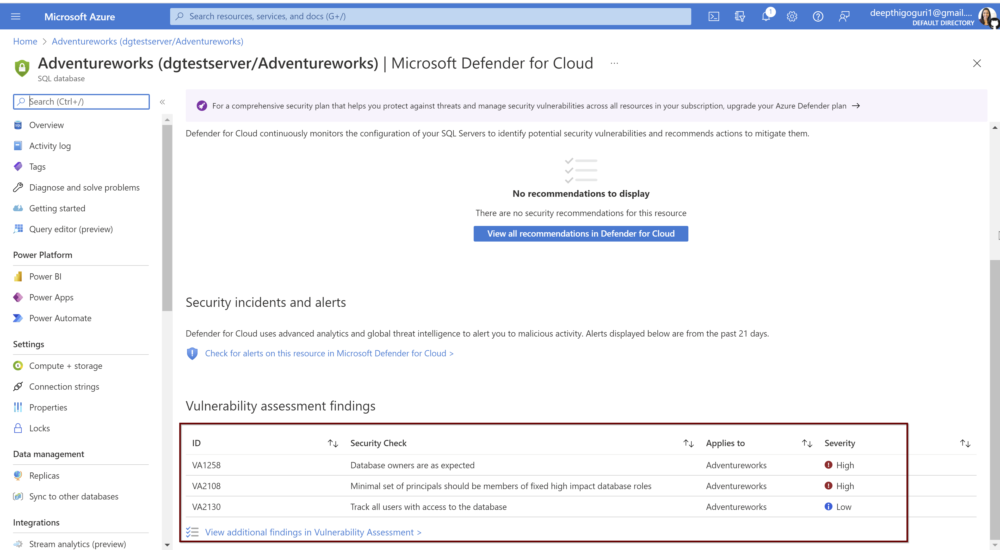 Microsoft Azure
Search resources, services, and docs (G+/)
1
deepthigoguri1@gmail....
DEFAULT DIRECTORY
Home > Adventureworks (dgtestserver/Adventureworks)
Adventureworks (dgtestserver/Adventureworks) | Microsoft Defender for Cloud ...
SQL database
Search (Ctrl+/)
«
Overview
Activity log
Tags
Diagnose and solve problems
Getting started
Query editor (preview)
Power Platform
Power BI
Power Apps
Power Automate
Settings
Compute + storage
Connection strings
Properties
Locks
Data management
Replicas
Sync to other databases
Integrations
Stream analytics (preview)
For a comprehensive security plan that helps you protect against threats and manage security vulnerabilities across all resources in your subscription, upgrade your Azure Defender plan →
Defender for Cloud continuously monitors the configuration of your SQL Servers to identify potential security vulnerabilities and recommends actions to mitigate them.
No recommendations to display
There are no security recommendations for this resource
View all recommendations in Defender for Cloud
Security incidents and alerts
Defender for Cloud uses advanced analytics and global threat intelligence to alert you to malicious activity. Alerts displayed below are from the past 21 days.
Check for alerts on this resource in Microsoft Defender for Cloud >
Vulnerability assessment findings
ID ↑↓ Security Check ↑↓ Applies to ↑↓ Severity ↑↓
VA1258 Database owners are as expected Adventureworks High
VA2108 Minimal set of principals should be members of fixed high impact database roles Adventureworks High
VA2130 Track all users with access to the database Adventureworks Low
View additional findings in Vulnerability Assessment >